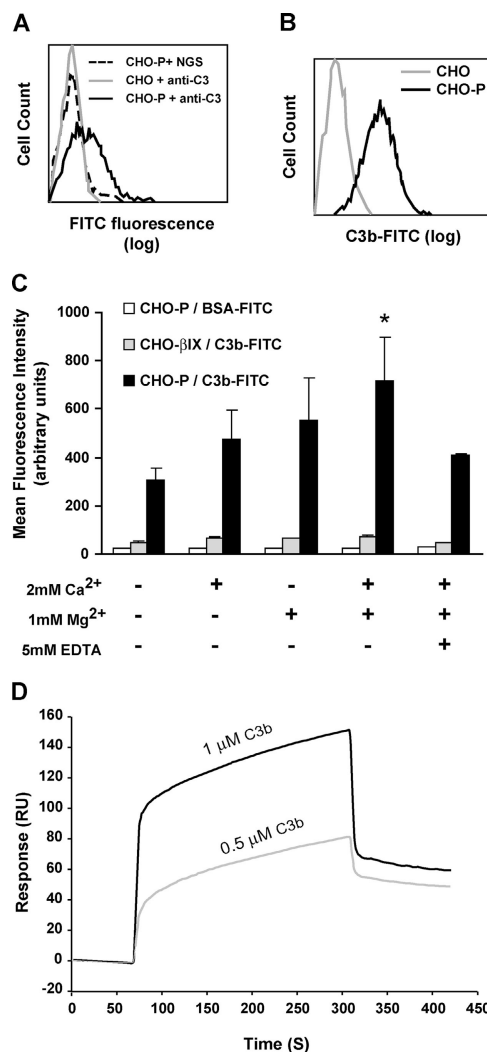 A
CHO-P+ NGS
CHO + anti-C3
CHO-P + anti-C3
Cell Count
FITC fluorescence
(log)
B
CHO
CHO-P
Cell Count
C3b-FITC (log)
C
CHO-P / BSA-FITC
CHO-βIX / C3b-FITC
CHO-P / C3b-FITC
*
Mean Fluorescence Intensity
(arbitrary units)
1000
800
600
400
200
0
2mM Ca2+ - + - + +
1mM Mg2+ - - + + +
5mM EDTA - - - - +
D
1 μM C3b
0.5 μM C3b
Response (RU)
160
140
120
100
80
60
40
20
0
-20
0 50 100 150 200 250 300 350 400 450
Time (S)